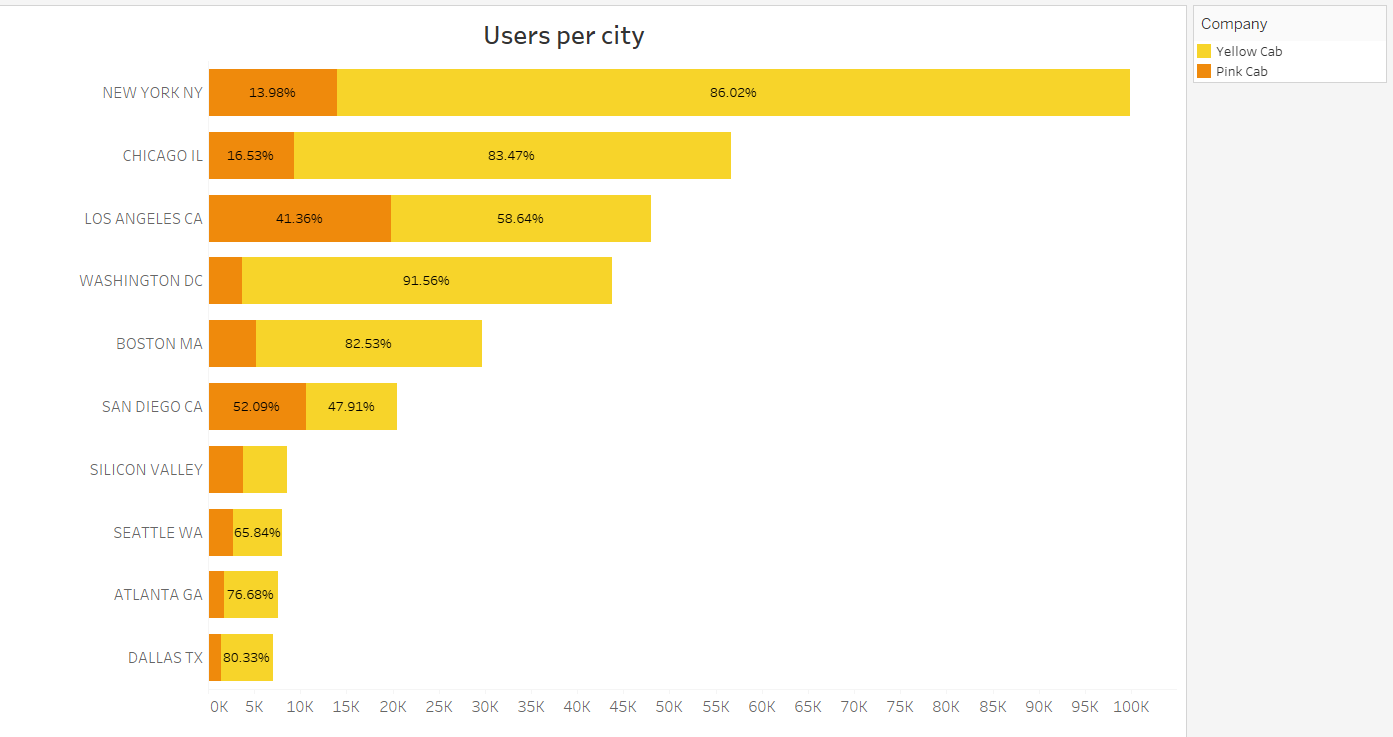 Users per city
Company
Yellow Cab
Pink Cab
NEW YORK NY 13.98% 86.02%
CHICAGO IL 16.53% 83.47%
LOS ANGELES CA 41.36% 58.64%
WASHINGTON DC 91.56%
BOSTON MA 82.53%
SAN DIEGO CA 52.09% 47.91%
SILICON VALLEY
SEATTLE WA 65.84%
ATLANTA GA 76.68%
DALLAS TX 80.33%
0K 5K 10K 15K 20K 25K 30K 35K 40K 45K 50K 55K 60K 65K 70K 75K 80K 85K 90K 95K 100K